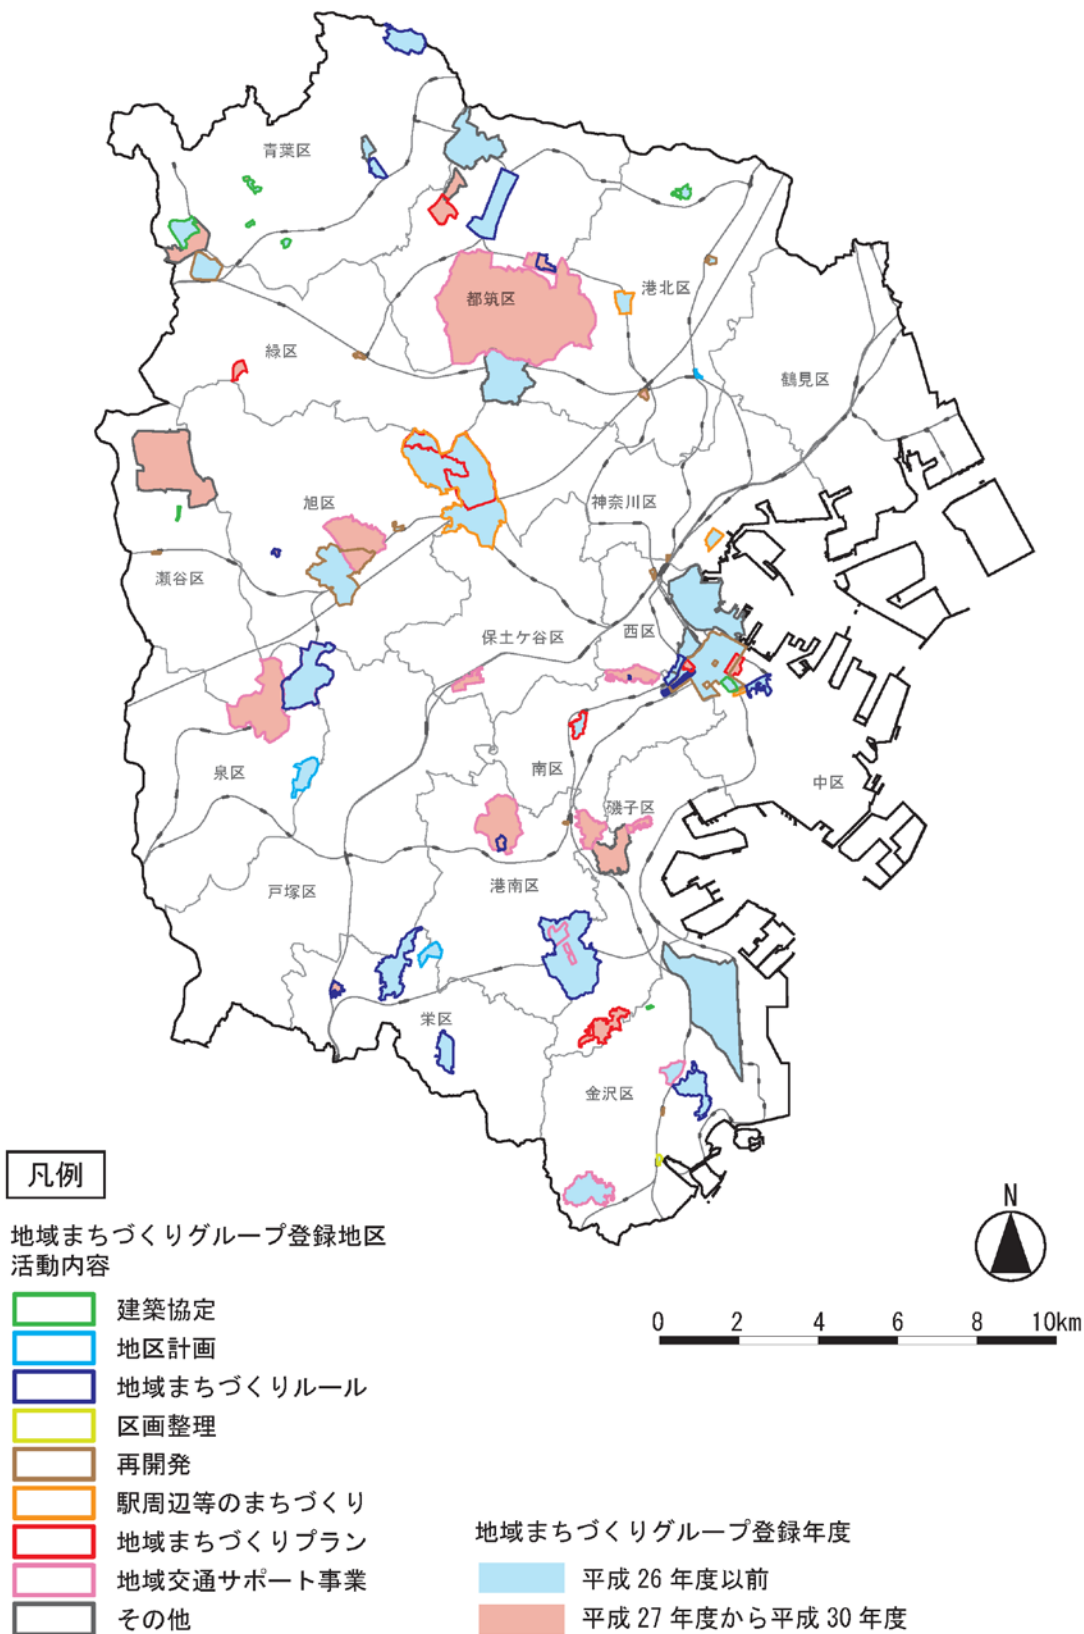 青葉区
都筑区
港北区
緑区
鶴見区
旭区
神奈川区
瀬谷区
保土ケ谷区
西区
泉区
南区
中区
磯子区
戸塚区
港南区
栄区
金沢区
凡例
N
地域まちづくりグループ登録地区
活動内容
建築協定
地区計画
地域まちづくりルール
区画整理
再開発
駅周辺等のまちづくり
地域まちづくりプラン
地域交通サポート事業
その他
0 2 4 6 8 10km
地域まちづくりグループ登録年度
平成 26 年度以前
平成 27 年度から平成 30 年度